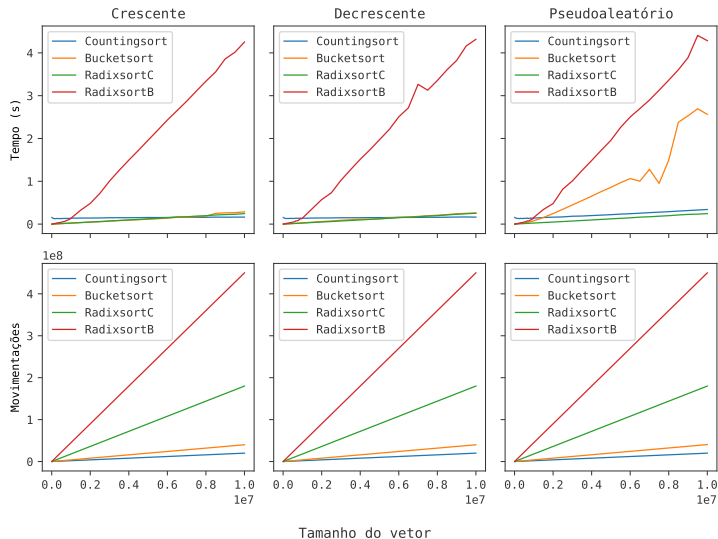 Crescente
Decrescente
Pseudoaleatório
Tempo (s)
4
3
2
1
0
Countingsort
Bucketsort
RadixsortC
RadixsortB
Countingsort
Bucketsort
RadixsortC
RadixsortB
Countingsort
Bucketsort
RadixsortC
RadixsortB
1e8
Movimentações
4
3
2
1
0
Countingsort
Bucketsort
RadixsortC
RadixsortB
Countingsort
Bucketsort
RadixsortC
RadixsortB
Countingsort
Bucketsort
RadixsortC
RadixsortB
0.0 0.2 0.4 0.6 0.8 1.0
1e7
0.0 0.2 0.4 0.6 0.8 1.0
1e7
0.0 0.2 0.4 0.6 0.8 1.0
1e7
Tamanho do vetor